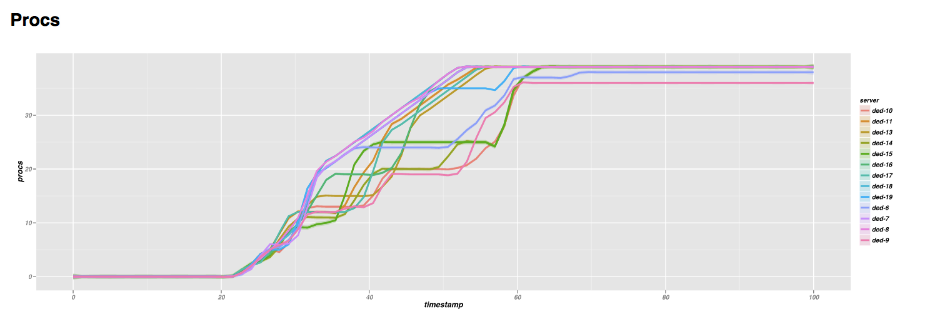 Procs
procs
30
20
10
0
0 20 40 60 80 100
timestamp
server
ded-10
ded-11
ded-13
ded-14
ded-15
ded-16
ded-17
ded-18
ded-19
ded-6
ded-7
ded-8
ded-9